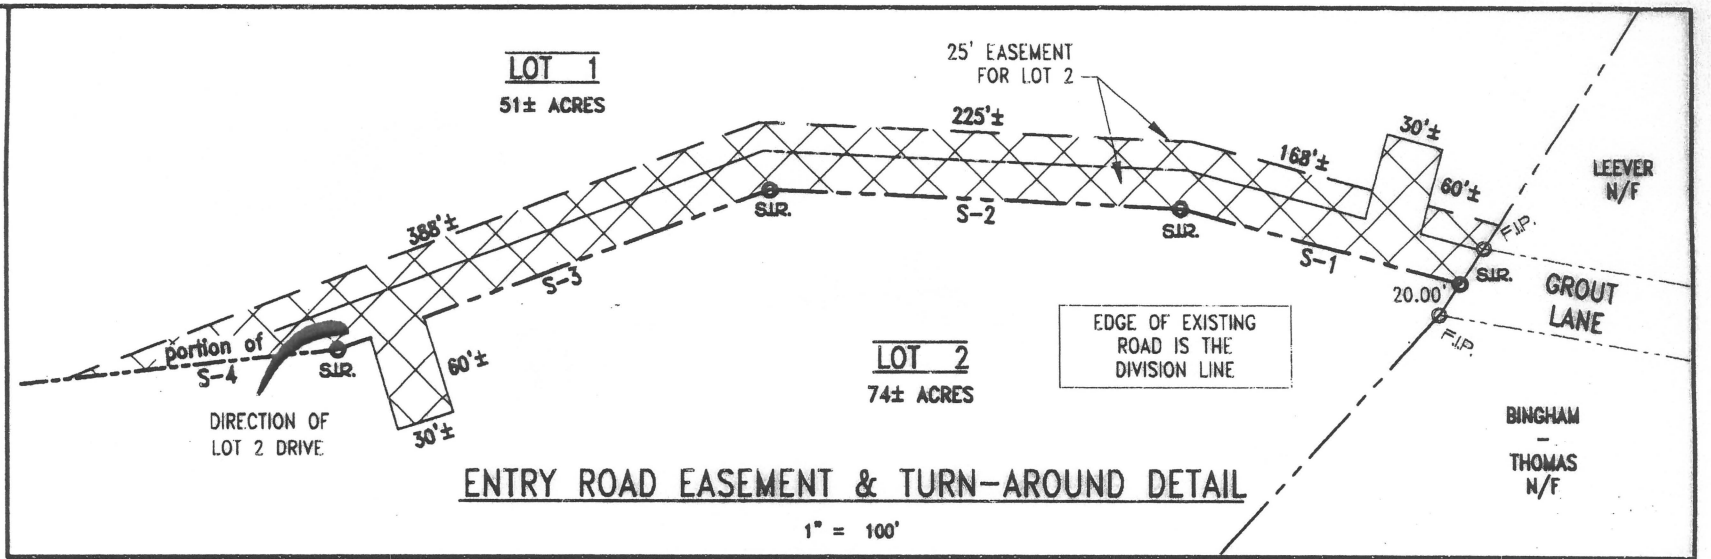 LOT 1
51± ACRES
25' EASEMENT
FOR LOT 2
225'±
168'±
30'±
60'±
LEEVER
N/F
388'±
S.I.R.
S-2
S.I.R.
S-1
F.I.P.
S.I.R.
20.00'
GROUT
LANE
F.I.P.
S-3
portion of
S-4
S.I.R.
60'±
30'±
DIRECTION OF
LOT 2 DRIVE
LOT 2
74± ACRES
EDGE OF EXISTING
ROAD IS THE
DIVISION LINE
BINGHAM
-
THOMAS
N/F
ENTRY ROAD EASEMENT & TURN-AROUND DETAIL
1" = 100'